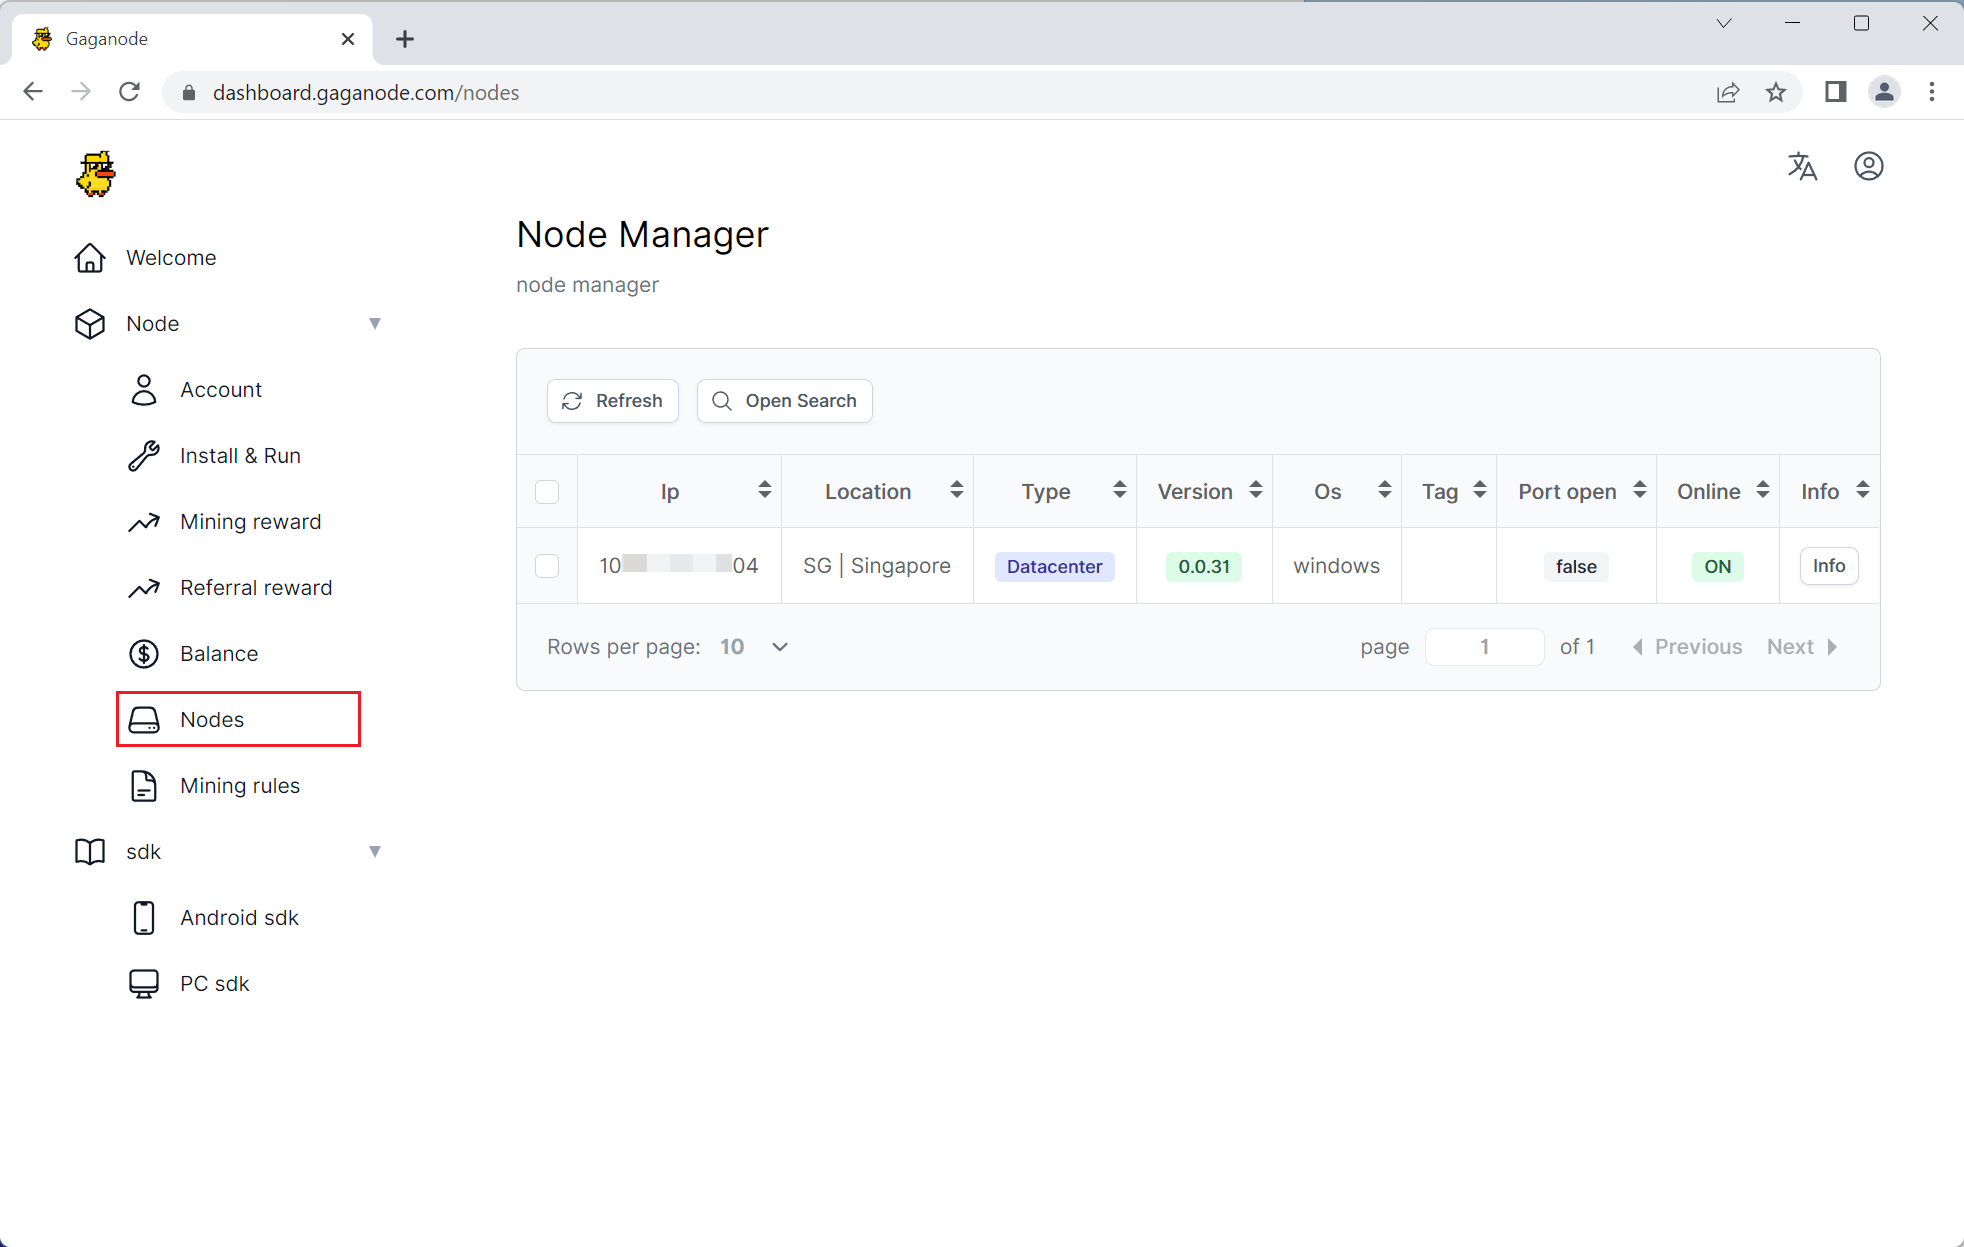 Gaganode
dashboard.gaganode.com/nodes
Welcome
Node
Account
Install & Run
Mining reward
Referral reward
Balance
Nodes
Mining rules
sdk
Android sdk
PC sdk
Node Manager
node manager
Refresh Open Search
Ip Location Type Version Os Tag Port open Online Info
10 04 SG | Singapore Datacenter 0.0.31 windows false ON Info
Rows per page: 10 page 1 of 1 Previous Next